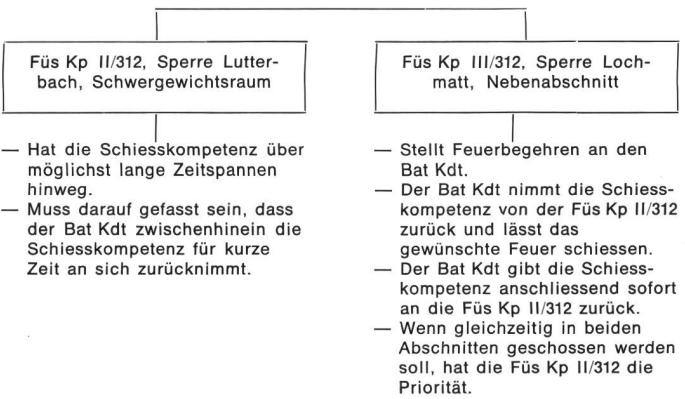 Füs Kp II/312, Sperre Lutter-
bach, Schwergewichtsraum
— Hat die Schiesskompetenz über
möglichst lange Zeitspannen
hinweg.
— Muss darauf gefasst sein, dass
der Bat Kdt zwischenhinein die
Schiesskompetenz für kurze
Zeit an sich zurücknimmt.
Füs Kp III/312, Sperre Loch-
matt, Nebenabschnitt
— Stellt Feuerbegehren an den
Bat Kdt.
— Der Bat Kdt nimmt die Schiess-
kompetenz von der Füs Kp II/312
zurück und lässt das
gewünschte Feuer schiessen.
— Der Bat Kdt gibt die Schiess-
kompetenz anschliessend sofort
an die Füs Kp II/312 zurück.
— Wenn gleichzeitig in beiden
Abschnitten geschossen werden
soll, hat die Füs Kp II/312 die
Priorität.